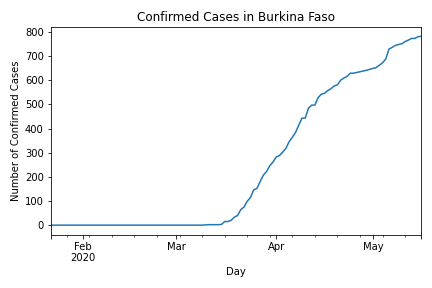 Confirmed Cases in Burkina Faso
800
700
600
500
400
300
200
100
0
Number of Confirmed Cases
Feb
2020
Mar
Apr
May
Day